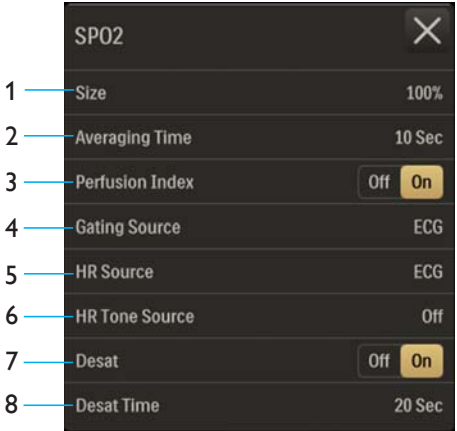 SPO2
1 Size 100%
2 Averaging Time 10 Sec
3 Perfusion Index Off On
4 Gating Source ECG
5 HR Source ECG
6 HR Tone Source Off
7 Desat Off On
8 Desat Time 20 Sec